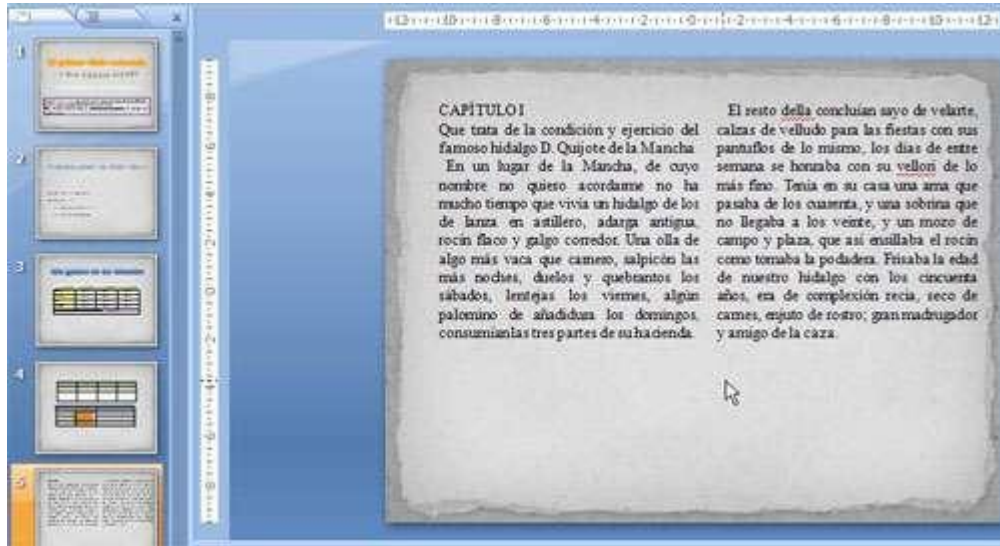 CAPÍTULO I
Que trata de la condición y ejercicio del
famoso hidalgo D. Quijote de la Mancha
En un lugar de la Mancha, de cuyo
nombre no quiero acordarme no ha
mucho tiempo que vivía un hidalgo de los
de lanza en astillero, adarga antigua,
rocín flaco y galgo corredor. Una olla de
algo más vaca que carnero, salpicón las
más noches, duelos y quebrantos los
sábados, lentejas los viernes, algún
palomino de añadidura los domingos,
consumían las tres partes de su hacienda.
El resto della concluían sayo de velarte,
calzas de velludo para las fiestas con sus
pantuflos de lo mismo, los días de entre
semana se honraba con su vellori de lo
más fino. Tenía en su casa una ama que
pasaba de los cuarenta, y una sobrina que
no llegaba a los veinte, y un mozo de
campo y plaza, que así ensillaba el rocín
como tomaba la podadera. Frisaba la edad
de nuestro hidalgo con los cincuenta
años, era de complexión recia, seco de
carnes, enjuto de rostro; gran madrugador
y amigo de la caza.
1
2
3
4
5